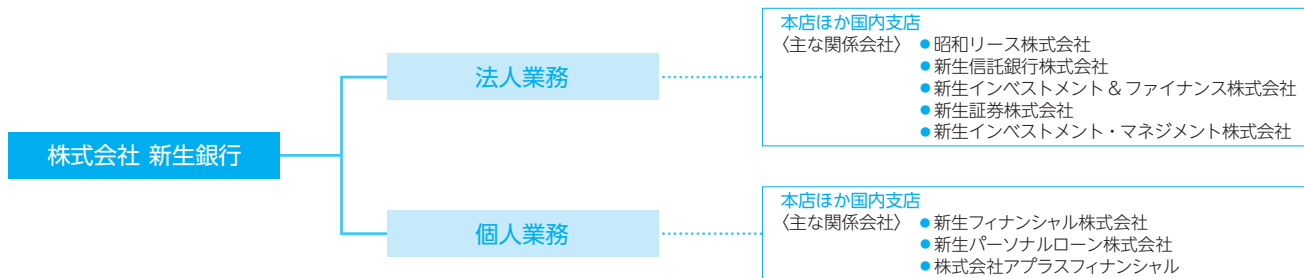 株式会社 新生銀行
法人業務
本店ほか国内支店
〈主な関係会社〉 ●昭和リース株式会社
●新生信託銀行株式会社
●新生インベストメント＆ファイナンス株式会社
●新生証券株式会社
●新生インベストメント・マネジメント株式会社
個人業務
本店ほか国内支店
〈主な関係会社〉 ●新生フィナンシャル株式会社
●新生パーソナルローン株式会社
●株式会社アプラスフィナンシャル